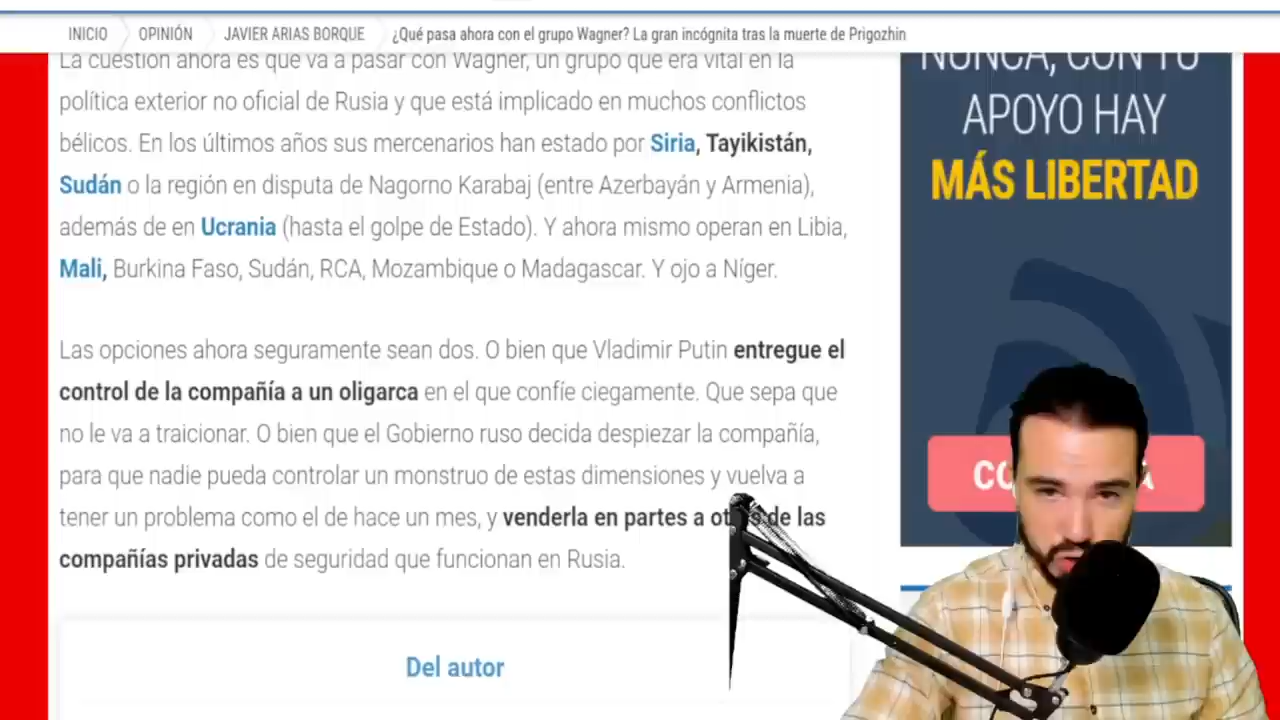 INICIO
OPINIÓN
JAVIER ARIAS BORQUE
¿Qué pasa ahora con el grupo Wagner? La gran incógnita tras la muerte de Prigozhin
La cuestión ahora es qué va a pasar con Wagner, un grupo que era vital en la
política exterior no oficial de Rusia y que está implicado en muchos conflictos
bélicos. En los últimos años sus mercenarios han estado por Siria, Tayikistán,
Sudán o la región en disputa de Nagorno Karabaj (entre Azerbayán y Armenia),
además de en Ucrania (hasta el golpe de Estado). Y ahora mismo operan en Libia,
Mali, Burkina Faso, Sudán, RCA, Mozambique o Madagascar. Y ojo a Níger.
Las opciones ahora seguramente sean dos. O bien que Vladimir Putin entregue el
control de la compañía a un oligarca en el que confíe ciegamente. Que sepa que
no le va a traicionar. O bien que el Gobierno ruso decida despiezar la compañía,
para que nadie pueda controlar un monstruo de estas dimensiones y vuelva a
tener un problema como el de hace un mes, y venderla en partes a de las
compañías privadas de seguridad que funcionan en Rusia.
Del autor
NUNCA, CON TU
APOYO HAY
MÁS LIBERTAD